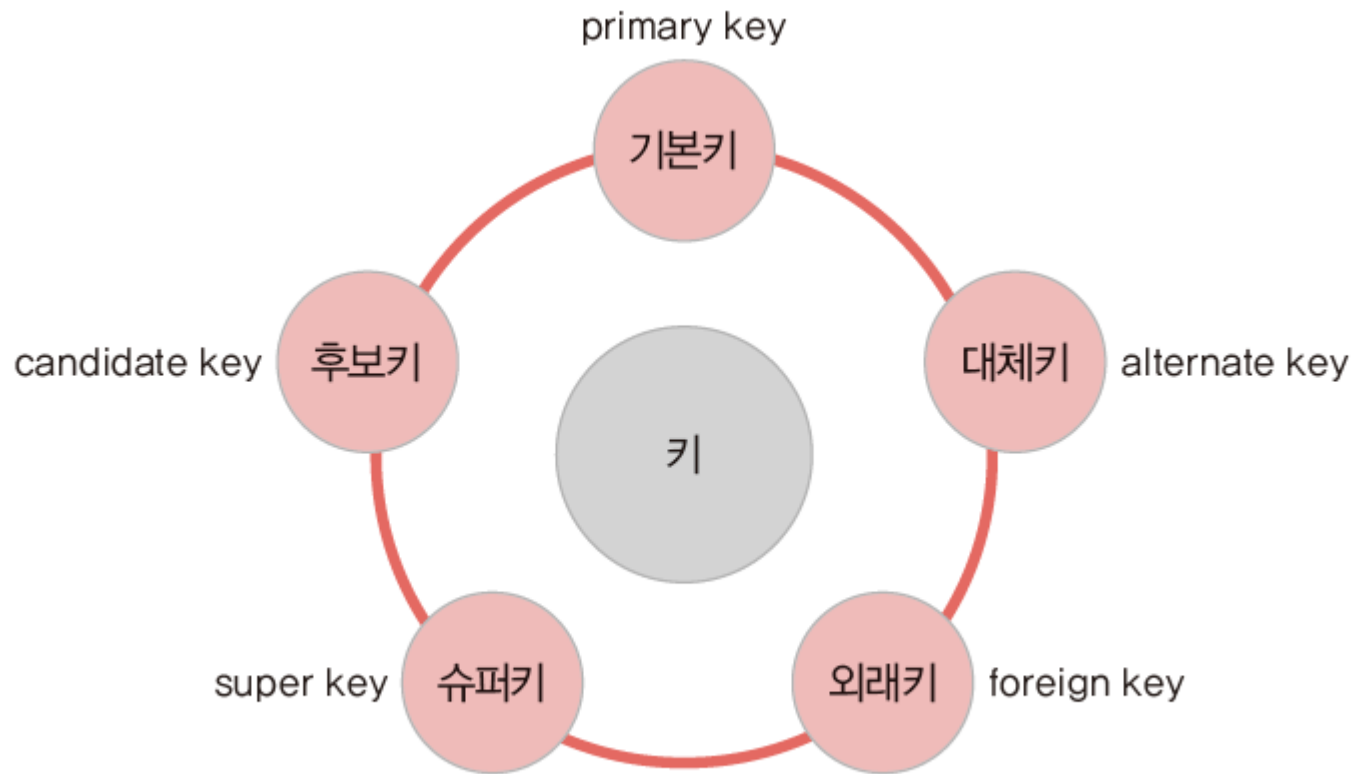 primary key
기본키
candidate key 후보키
대체키 alternate key
키
super key 슈퍼키
외래키 foreign key